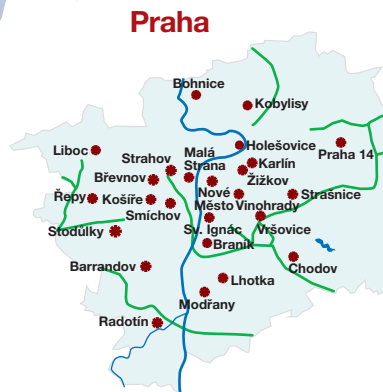 Praha
Bohnice
Kobylisy
Liboc
Strahov
Malá
Strana
Holešovice
Karlín
Praha 14
Břevnov
Žižkov
Řepy
Košíře
Nové
Město
Vinohrady
Strašnice
Smíchov
Stodůlky
Sv. Ignác
Vršovice
Braník
Barrandov
Chodov
Lhotka
Modřany
Radotín